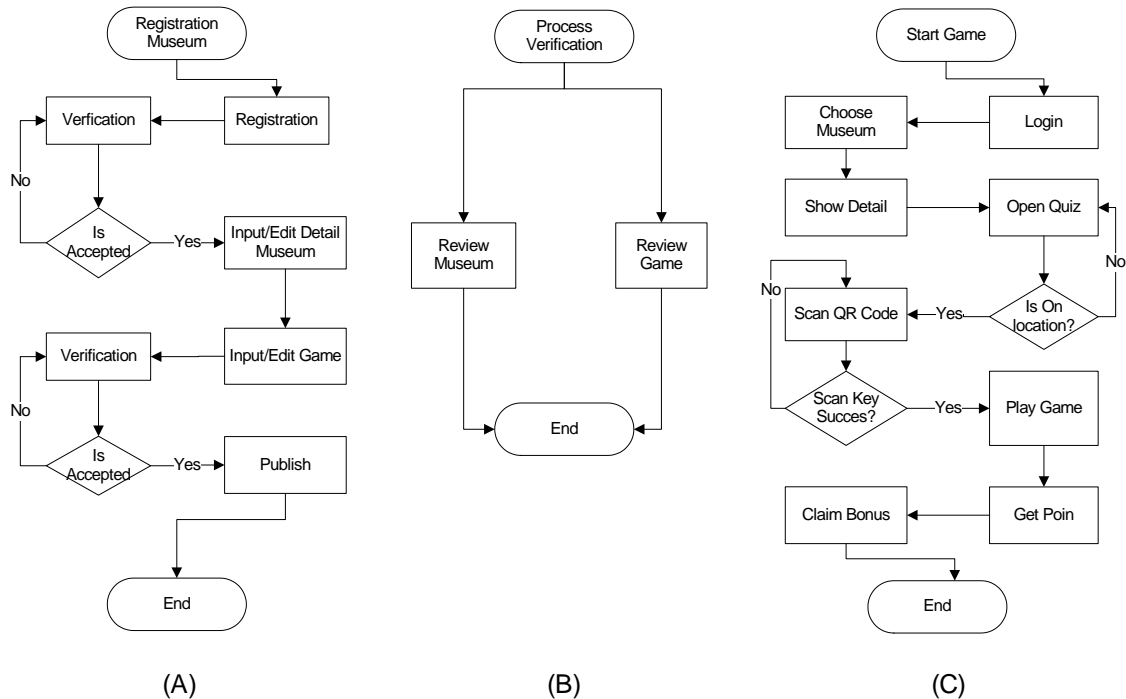 Registration
Museum
Verfication
Registration
No
Is
Accepted
Yes
Input/Edit Detail
Museum
Verification
Input/Edit Game
No
Is
Accepted
Yes
Publish
End
(A)
Process
Verification
Review
Museum
Review
Game
End
(B)
Start Game
Choose
Museum
Login
Show Detail
Open Quiz
No
No
Scan QR Code
Yes
Is On
location?
Scan Key
Succes?
Yes
Play Game
Claim Bonus
Get Poin
End
(C)